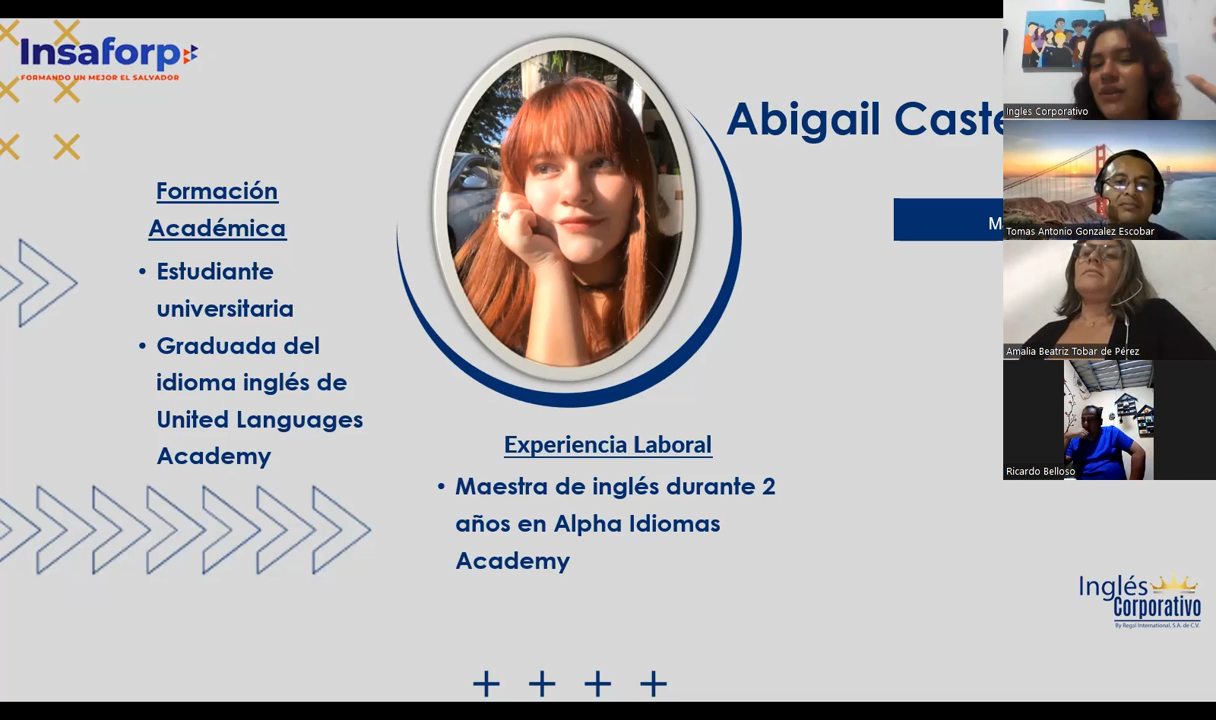 Insaforp
FORMANDO UN MEJOR EL SALVADOR
Abigail
Formación
Académica
• Estudiante
universitaria
• Graduada del
idioma inglés de
United Languages
Academy
Experiencia Laboral
• Maestra de inglés durante 2
años en Alpha Idiomas
Academy
Ingles Corporativo
Tomas Antonio Gonzalez Escobar
Amalia Beatriz Tobar de Pérez
Ricardo Belloso
Inglés
Corporativo
By Regal International, S.A. de C.V.